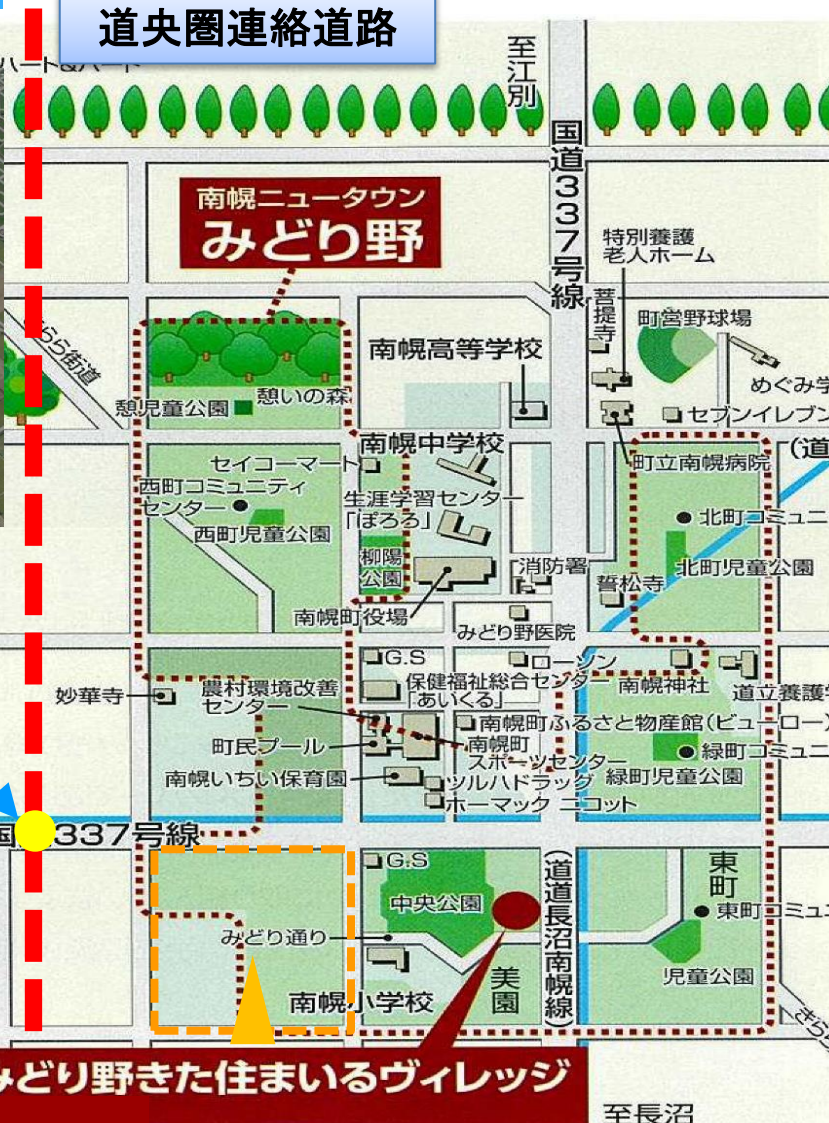 道央圏連絡道路
ハート&ハート
至江別
国道337号線
南幌ニュータウン
みどり野
特別養護
老人ホーム
菩提寺
町営野球場
きらら街道
南幌高等学校
めぐみ学
憩児童公園
憩いの森
セブンイレブン
南幌中学校
(道
セイコーマート
町立南幌病院
西町コミュニティ
センター
生涯学習センター
「ぽろろ」
北町コミュニ
西町児童公園
柳陽
公園
消防署
北町児童公園
誓松寺
南幌町役場
みどり野医院
G.S
ローソン
妙華寺
農村環境改善
センター
保健福祉総合センター
「あいくる」
南幌神社
道立養護学
南幌町ふるさと物産館(ビューロー)
町民プール
南幌町
スポーツセンター
緑町コミュニ
南幌いちい保育園
ツルハドラッグ
緑町児童公園
ホーマック ニコット
国
337号線
G.S
中央公園
(道道長沼南幌線)
東町
東町コミュニ
みどり通り
美園
児童公園
南幌小学校
きらら
みどり野きた住まいるヴィレッジ
至長沼